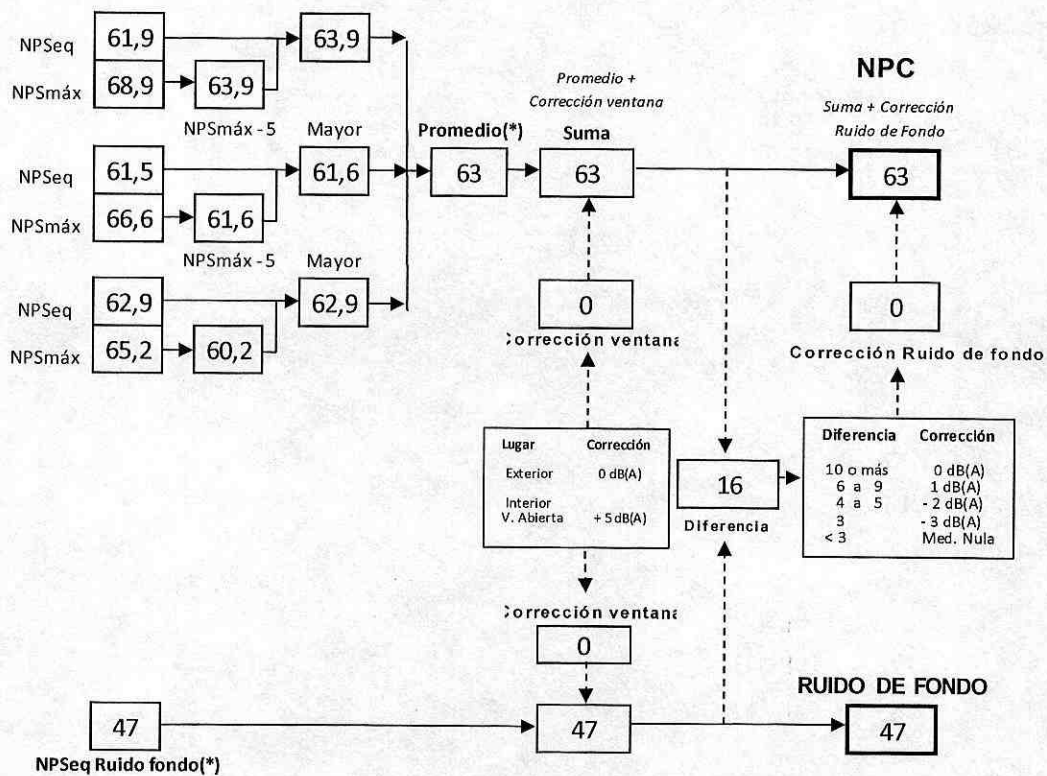 NPSeq 61,9 63,9
NPSmáx 68,9 63,9
NPSmáx - 5 Mayor
NPSeq 61,5 61,6
NPSmáx 66,6 61,6
NPSmáx - 5 Mayor
NPSeq 62,9 62,9
NPSmáx 65,2 60,2
Promedio(*)
63
Promedio +
Corrección ventana
Suma
63
0
Corrección ventana
NPC
Suma + Corrección
Ruido de Fondo
63
0
Corrección Ruido de fondo
Lugar Corrección
Exterior 0 dB(A)
Interior
V. Abierta + 5 dB(A)
16
Diferencia
Diferencia Corrección
10 o más 0 dB(A)
6 a 9 1 dB(A)
4 a 5 - 2 dB(A)
3 - 3 dB(A)
< 3 Med. Nula
Corrección ventana
0
RUIDO DE FONDO
47 47 47
NPSeq Ruido fondo(*)